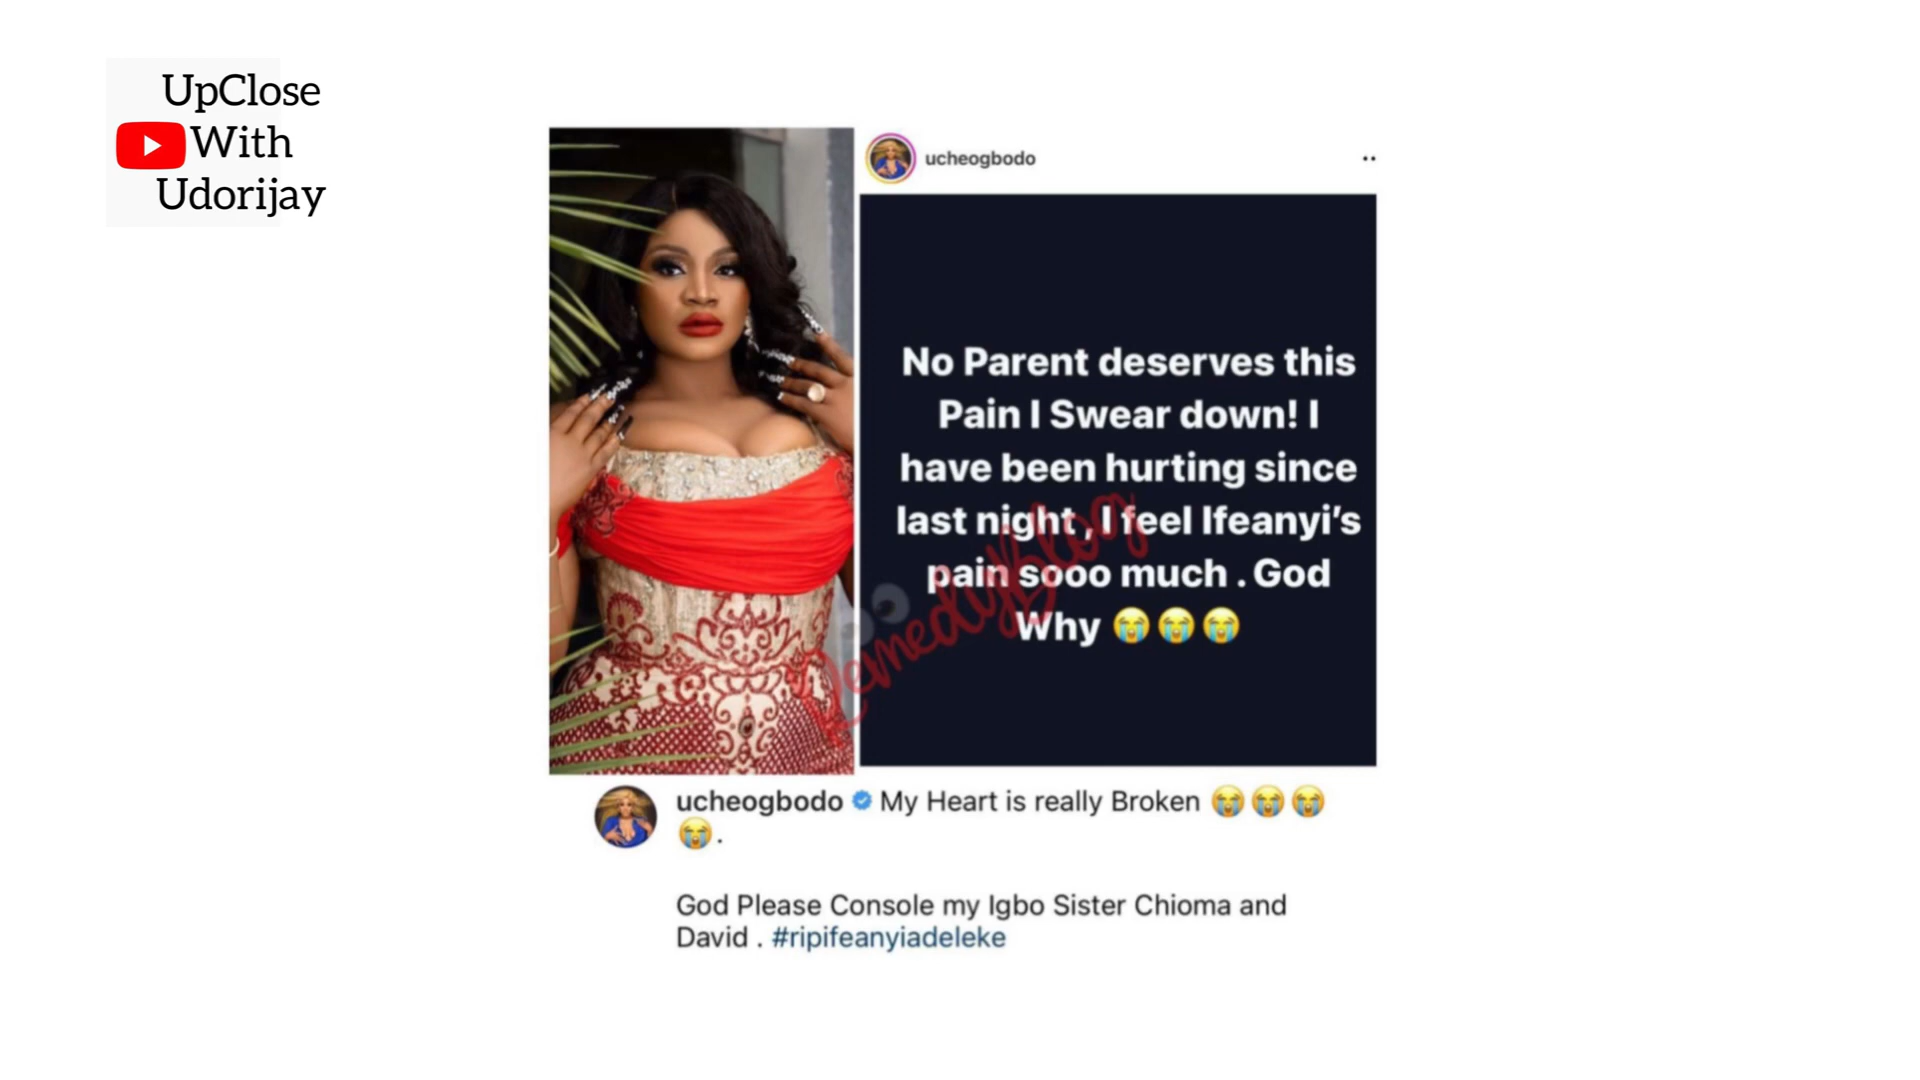 UpClose
With
Udorijay
ucheogbodo
No Parent deserves this
Pain I Swear down! I
have been hurting since
last night , I feel Ifeanyi's
pain sooo much . God
Why 😭😭😭
RemedyBlog
ucheogbodo My Heart is really Broken 😭😭😭
😭.
God Please Console my Igbo Sister Chioma and
David . #ripifeanyiadeleke